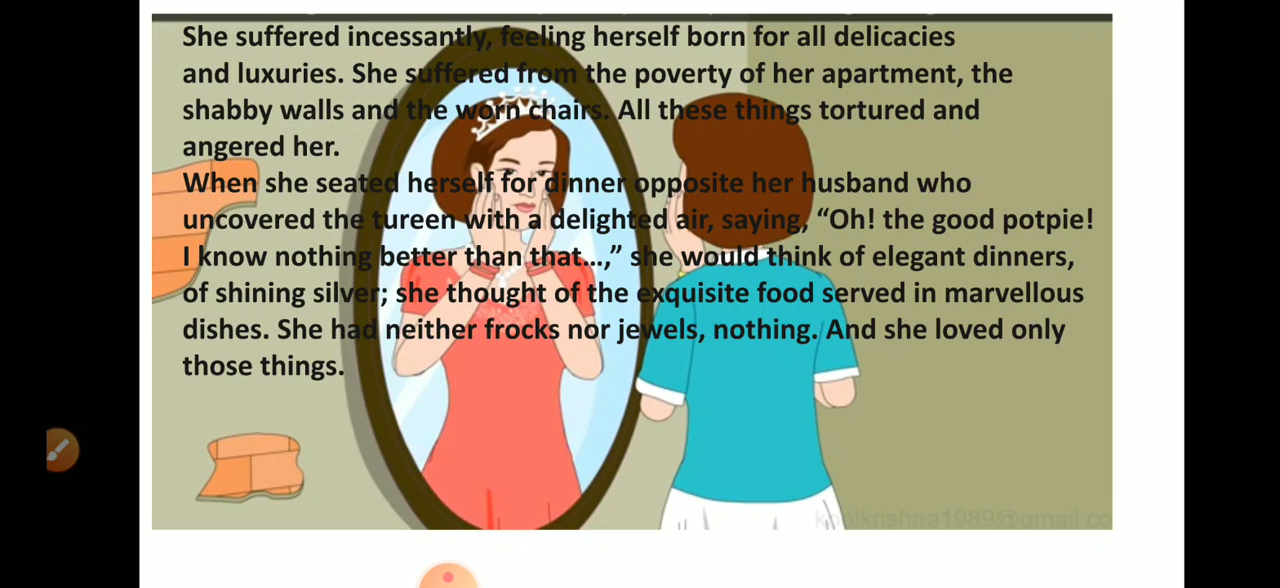 She suffered incessantly, feeling herself born for all delicacies
and luxuries. She suffered from the poverty of her apartment, the
shabby walls and the worn chairs. All these things tortured and
angered her.
When she seated herself for dinner opposite her husband who
uncovered the tureen with a delighted air, saying, “Oh! the good potpie!
I know nothing better than that…,” she would think of elegant dinners,
of shining silver; she thought of the exquisite food served in marvellous
dishes. She had neither frocks nor jewels, nothing. And she loved only
those things.
koolkrishna1989@gmail.co